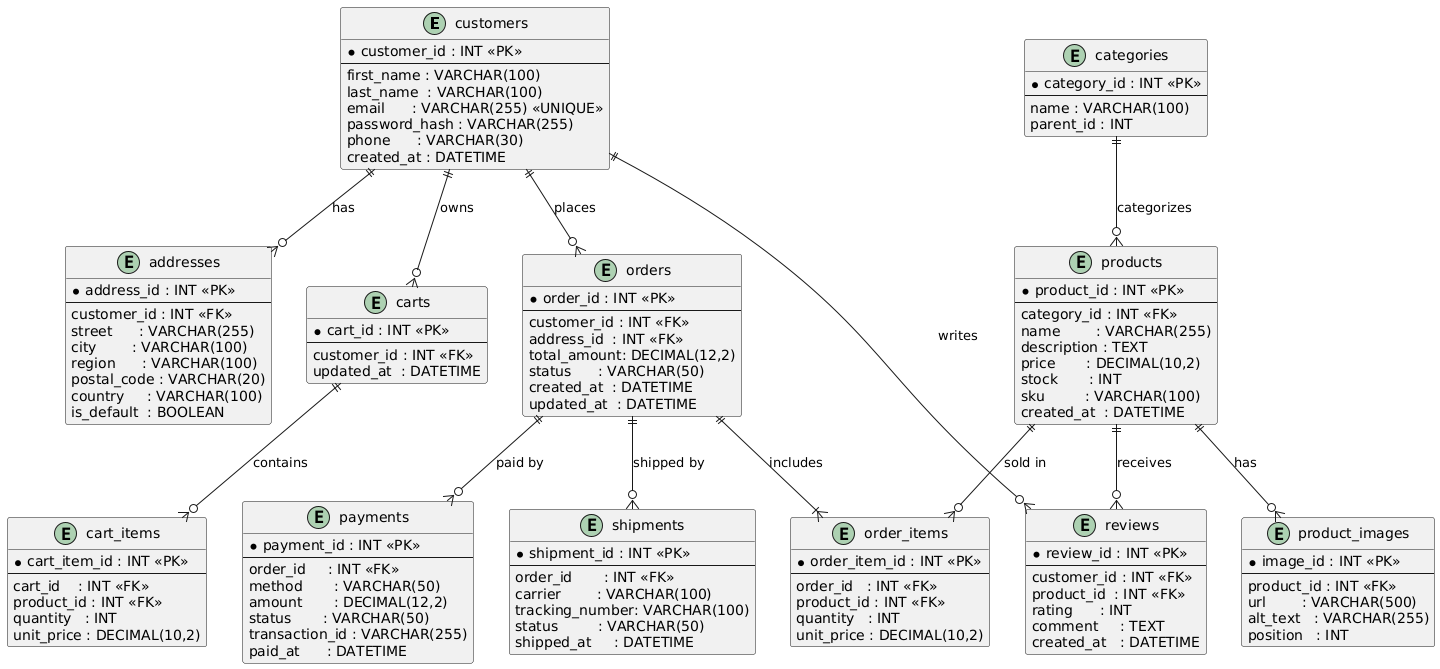 E customers
* customer_id : INT «PK»
first_name : VARCHAR(100)
last_name : VARCHAR(100)
email : VARCHAR(255) «UNIQUE»
password_hash : VARCHAR(255)
phone : VARCHAR(30)
created_at : DATETIME
E categories
* category_id : INT «PK»
name : VARCHAR(100)
parent_id : INT
has
owns
places
categorizes
E addresses
* address_id : INT «PK»
customer_id : INT «FK»
street : VARCHAR(255)
city : VARCHAR(100)
region : VARCHAR(100)
postal_code : VARCHAR(20)
country : VARCHAR(100)
is_default : BOOLEAN
E carts
* cart_id : INT «PK»
customer_id : INT «FK»
updated_at : DATETIME
E orders
* order_id : INT «PK»
customer_id : INT «FK»
address_id : INT «FK»
total_amount: DECIMAL(12,2)
status : VARCHAR(50)
created_at : DATETIME
updated_at : DATETIME
writes
E products
* product_id : INT «PK»
category_id : INT «FK»
name : VARCHAR(255)
description : TEXT
price : DECIMAL(10,2)
stock : INT
sku : VARCHAR(100)
created_at : DATETIME
contains
paid by
shipped by
includes
sold in
receives
has
E cart_items
* cart_item_id : INT «PK»
cart_id : INT «FK»
product_id : INT «FK»
quantity : INT
unit_price : DECIMAL(10,2)
E payments
* payment_id : INT «PK»
order_id : INT «FK»
method : VARCHAR(50)
amount : DECIMAL(12,2)
status : VARCHAR(50)
transaction_id : VARCHAR(255)
paid_at : DATETIME
E shipments
* shipment_id : INT «PK»
order_id : INT «FK»
carrier : VARCHAR(100)
tracking_number: VARCHAR(100)
status : VARCHAR(50)
shipped_at : DATETIME
E order_items
* order_item_id : INT «PK»
order_id : INT «FK»
product_id : INT «FK»
quantity : INT
unit_price : DECIMAL(10,2)
E reviews
* review_id : INT «PK»
customer_id : INT «FK»
product_id : INT «FK»
rating : INT
comment : TEXT
created_at : DATETIME
E product_images
* image_id : INT «PK»
product_id : INT «FK»
url : VARCHAR(500)
alt_text : VARCHAR(255)
position : INT